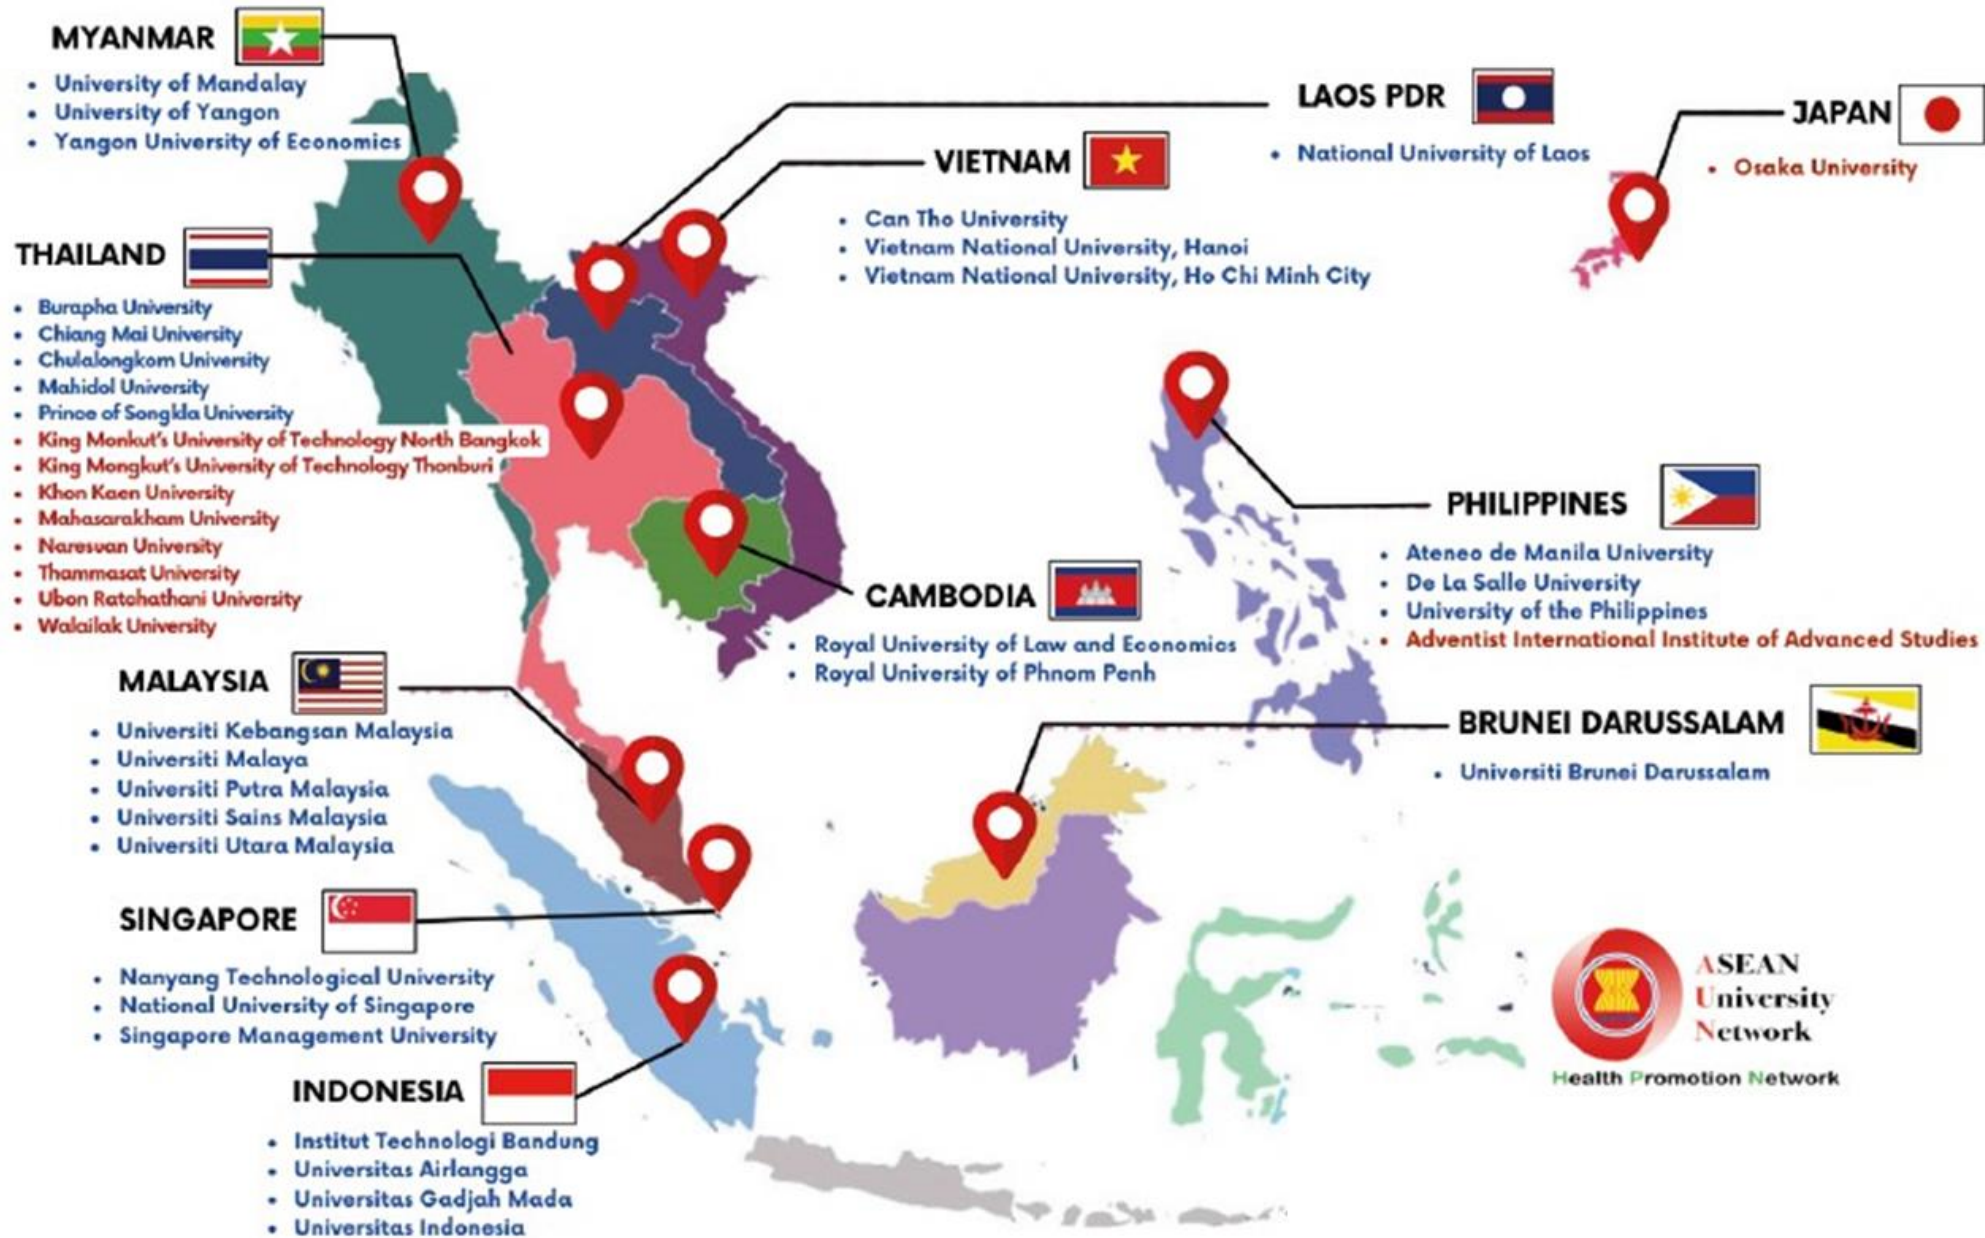 MYANMAR
University of Mandalay
University of Yangon
Yangon University of Economics
LAOS PDR
National University of Laos
JAPAN
Osaka University
VIETNAM
Can Tho University
Vietnam National University, Hanoi
Vietnam National University, Ho Chi Minh City
THAILAND
Burapha University
Chiang Mai University
Chulalongkorn University
Mahidol University
Prince of Songkla University
King Monkut's University of Technology North Bangkok
King Mongkut's University of Technology Thonburi
Khon Kaen University
Mahasarakham University
Naresuan University
Thammasat University
Ubon Ratchathani University
Walailak University
PHILIPPINES
Ateneo de Manila University
De La Salle University
University of the Philippines
Adventist International Institute of Advanced Studies
CAMBODIA
Royal University of Law and Economics
Royal University of Phnom Penh
MALAYSIA
Universiti Kebangsan Malaysia
Universiti Malaya
Universiti Putra Malaysia
Universiti Sains Malaysia
Universiti Utara Malaysia
BRUNEI DARUSSALAM
Universiti Brunei Darussalam
SINGAPORE
Nanyang Technological University
National University of Singapore
Singapore Management University
INDONESIA
Institut Technologi Bandung
Universitas Airlangga
Universitas Gadjah Mada
Universitas Indonesia
ASEAN
University
Network
Health Promotion Network